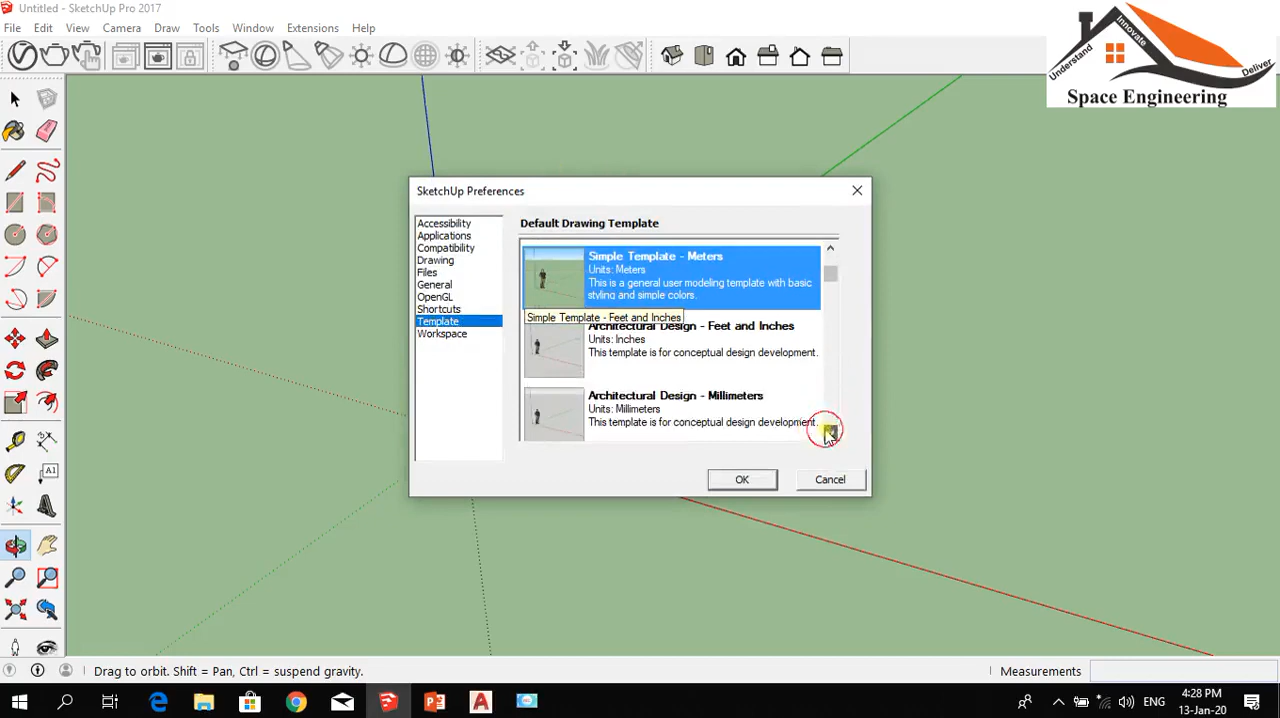 Untitled - SketchUp Pro 2017
File Edit View Camera Draw Tools Window Extensions Help
Understand
Innovate
Deliver
Space Engineering
SketchUp Preferences
Accessibility
Applications
Compatibility
Drawing
Files
General
OpenGL
Shortcuts
Template
Workspace
Default Drawing Template
Simple Template - Meters
Units: Meters
This is a general user modeling template with basic
styling and simple colors.
Simple Template - Feet and Inches
Architectural Design - Feet and Inches
Units: Inches
This template is for conceptual design development.
Architectural Design - Millimeters
Units: Millimeters
This template is for conceptual design development.
OK
Cancel
A1
Drag to orbit. Shift = Pan, Ctrl = suspend gravity.
Measurements
ENG
4:28 PM
13-Jan-20